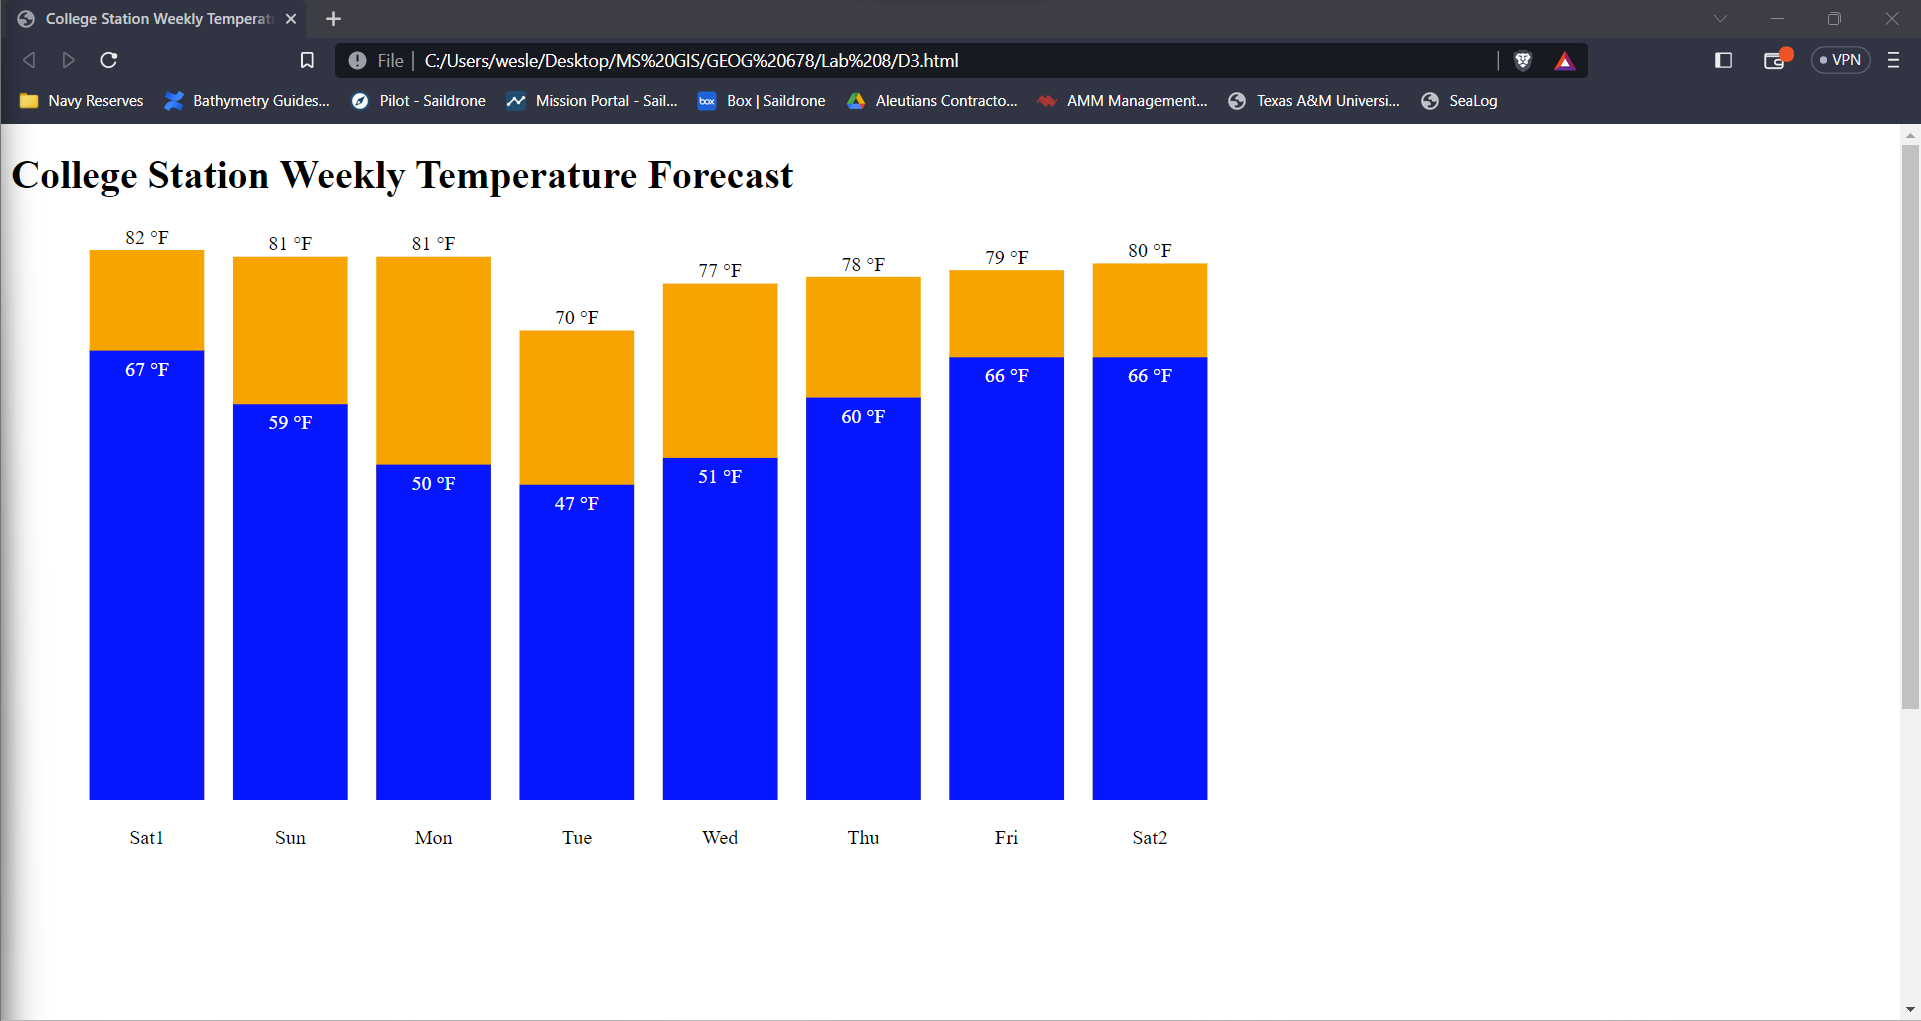 College Station Weekly Temperat
File | C:/Users/wesle/Desktop/MS%20GIS/GEOG%20678/Lab%208/D3.html
VPN
Navy Reserves Bathymetry Guides... Pilot - Saildrone Mission Portal - Sail... box Box | Saildrone Aleutians Contracto... AMM Management... Texas A&M Universi... SeaLog
College Station Weekly Temperature Forecast
82 °F 81 °F 81 °F 70 °F 77 °F 78 °F 79 °F 80 °F
67 °F 59 °F 50 °F 47 °F 51 °F 60 °F 66 °F 66 °F
Sat1 Sun Mon Tue Wed Thu Fri Sat2